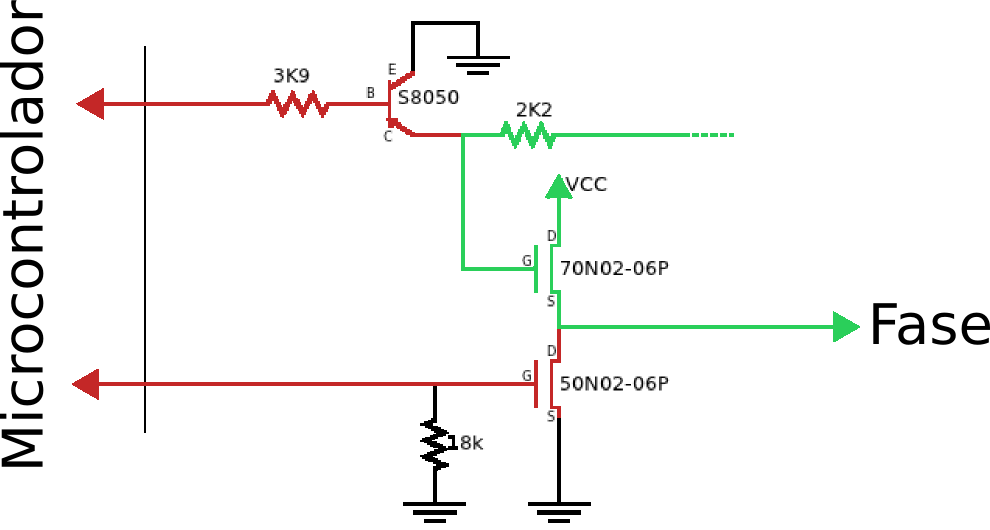 Microcontrolador
3K9
B
E
S8050
C
2K2
VCC
D
G
70N02-06P
S
Fase
D
G
50N02-06P
S
18k